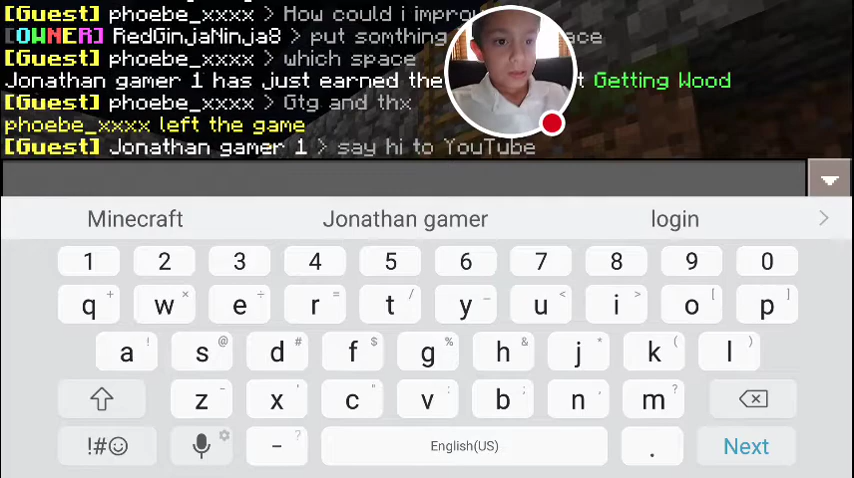 [Guest] phoebe_xxxx > How could i improv
[OWNER] RedGinjaNinja8 > put somthing ace
[Guest] phoebe_xxxx > which space
Jonathan gamer 1 has just earned the t Getting Wood
[Guest] phoebe_xxxx > Gtg and thx
phoebe_xxxx left the game
[Guest] Jonathan gamer 1 > say hi to YouTube
Minecraft Jonathan gamer login >
1 2 3 4 5 6 7 8 9 0
q + w × e ÷ r = t / y _ u < i > o [ p ]
a ! s @ d # f $ g % h & j * k ( l )
z - x ' c " v : b ; n , m ?
!#☺ - ? English(US) . Next